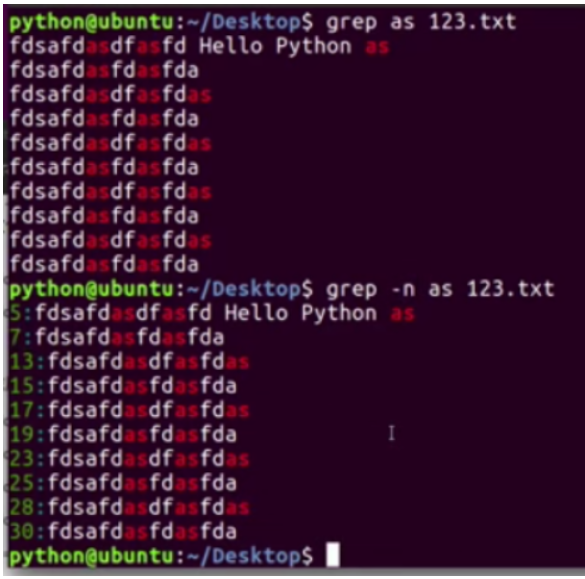 python@ubuntu:~/Desktop$ grep as 123.txt
fdsafdasdfasfd Hello Python as
fdsafdasfdasfda
fdsafdasdfasfdas
fdsafdasfdasfda
fdsafdasdfasfdas
fdsafdasfdasfda
fdsafdasdfasfdas
fdsafdasfdasfda
fdsafdasdfasfdas
fdsafdasfdasfda
python@ubuntu:~/Desktop$ grep -n as 123.txt
5:fdsafdasdfasfd Hello Python as
7:fdsafdasfdasfda
13:fdsafdasdfasfdas
15:fdsafdasfdasfda
17:fdsafdasdfasfdas
19:fdsafdasfdasfda
23:fdsafdasdfasfdas
25:fdsafdasfdasfda
28:fdsafdasdfasfdas
30:fdsafdasfdasfda
python@ubuntu:~/Desktop$